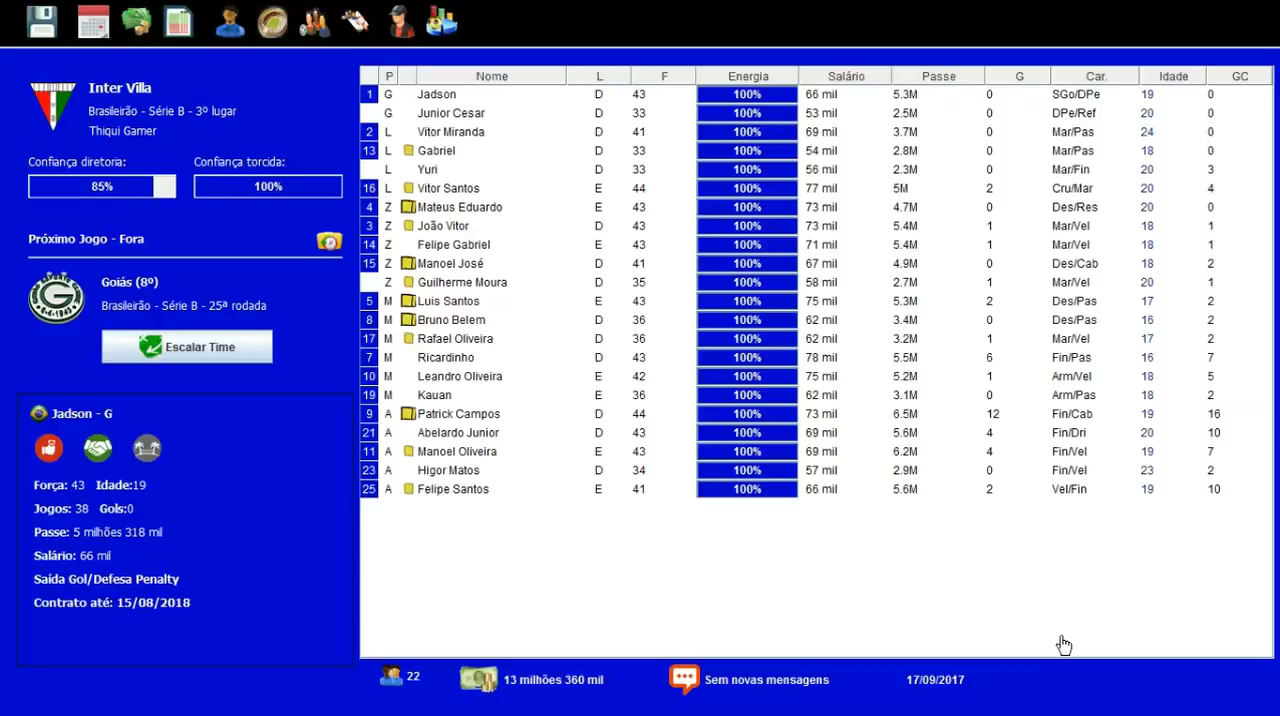 Inter Villa
Brasileirão - Série B - 3º lugar
Thiqui Gamer
Confiança diretoria: Confiança torcida:
85% 100%
Próximo Jogo - Fora
Goiás (8º)
Brasileirão - Série B - 25ª rodada
Escalar Time
Jadson - G
Força: 43 Idade:19
Jogos: 38 Gols:0
Passe: 5 milhões 318 mil
Salário: 66 mil
Saída Gol/Defesa Penalty
Contrato até: 15/08/2018
P Nome L F Energia Salário Passe G Car. Idade GC
1 G Jadson D 43 100% 66 mil 5.3M 0 SGo/DPe 19 0
G Junior Cesar D 33 100% 53 mil 2.5M 0 DPe/Ref 20 0
2 L Vitor Miranda D 41 100% 69 mil 3.7M 0 Mar/Pas 24 0
13 L Gabriel D 33 100% 54 mil 2.8M 0 Mar/Pas 18 0
L Yuri D 33 100% 56 mil 2.3M 0 Mar/Fin 20 3
16 L Vitor Santos E 44 100% 77 mil 5M 2 Cru/Mar 20 4
4 Z Mateus Eduardo E 43 100% 73 mil 4.7M 0 Des/Res 20 0
3 Z João Vitor D 43 100% 73 mil 5.4M 1 Mar/Vel 18 1
14 Z Felipe Gabriel E 43 100% 71 mil 5.4M 1 Mar/Vel 18 1
15 Z Manoel José D 41 100% 67 mil 4.9M 0 Des/Cab 18 2
Z Guilherme Moura D 35 100% 58 mil 2.7M 1 Mar/Vel 20 1
5 M Luis Santos E 43 100% 75 mil 5.3M 2 Des/Pas 17 2
8 M Bruno Belem D 36 100% 62 mil 3.4M 0 Des/Pas 16 2
17 M Rafael Oliveira D 36 100% 62 mil 3.2M 1 Mar/Vel 17 2
7 M Ricardinho D 43 100% 78 mil 5.5M 6 Fin/Pas 16 7
10 M Leandro Oliveira E 42 100% 75 mil 5.2M 1 Arm/Vel 18 5
19 M Kauan E 36 100% 62 mil 3.1M 0 Arm/Pas 18 2
9 A Patrick Campos D 44 100% 73 mil 6.5M 12 Fin/Cab 19 16
21 A Abelardo Junior D 43 100% 69 mil 5.6M 4 Fin/Dri 20 10
11 A Manoel Oliveira E 43 100% 69 mil 6.2M 4 Fin/Vel 19 7
23 A Higor Matos D 34 100% 57 mil 2.9M 0 Fin/Vel 23 2
25 A Felipe Santos E 41 100% 66 mil 5.6M 2 Vel/Fin 19 10
22 13 milhões 360 mil Sem novas mensagens 17/09/2017